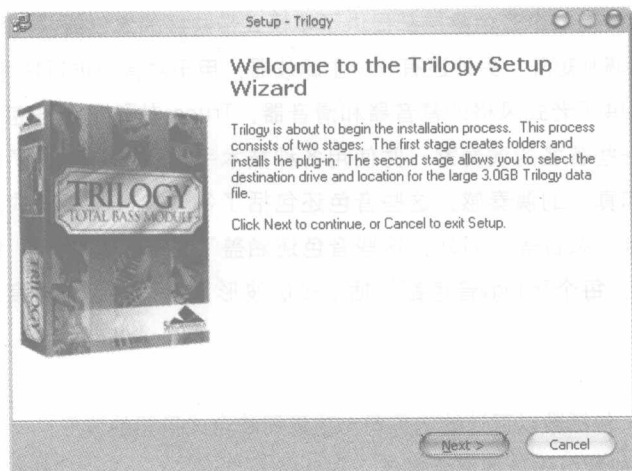 Setup - Trilogy
Welcome to the Trilogy Setup
Wizard
Trilogy is about to begin the installation process. This process
consists of two stages: The first stage creates folders and
installs the plug-in. The second stage allows you to select the
destination drive and location for the large 3.0GB Trilogy data
file.
Click Next to continue, or Cancel to exit Setup.
TRILOGY
TOTAL BASS MODULE
TRILOGY
Next >
Cancel